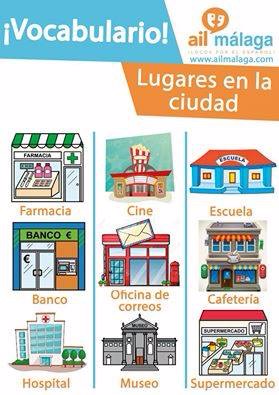 ¡Vocabulario!
ail málaga
¡LOCOS POR EL ESPAÑOL!
www.ailmalaga.com
Lugares en la
ciudad
FARMACIA
ESCUELA
Farmacia
Cine
Escuela
BANCO €
€
Banco
Oficina de
correos
Cafetería
MUSEO
SUPERMERCADO
Hospital
Museo
Supermercado